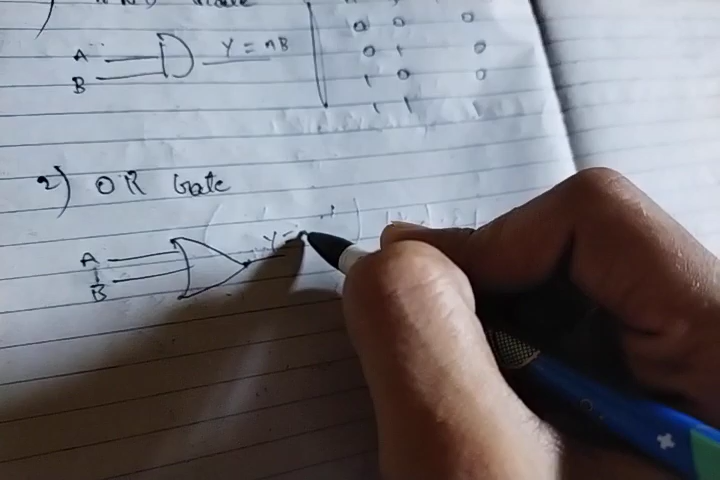 0 0 0
A Y = AB
0 1 0
B
1 0 0
1 1
2) OR Gate
A Y =
B